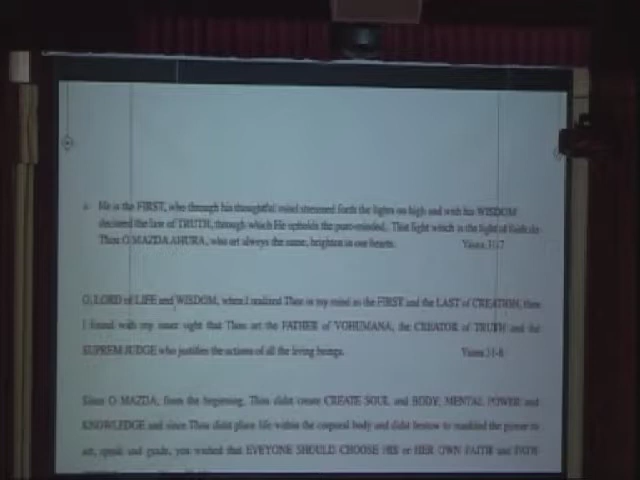 He is the FIRST, who through his thoughtful mind streamed forth the lights on high and with his WISDOM
declared the law of TRUTH, through which He upholds the pure-minded. That light which is the light of
Thou O MAZDA AHURA, who art always the same, brighten in our hearts. Yasna 31-7
O, LORD of LIFE and WISDOM, when I realized Thee in my mind as the FIRST and the LAST of CREATION, then
I found with my inner sight that Thou art the FATHER of VOHUMANA, the CREATOR of TRUTH and the
SUPREM JUDGE who justifies the actions of all the living beings. Yasna 31-8
Since O MAZDA, from the beginning, Thou didst create CREATE SOUL and BODY, MENTAL POWER and
KNOWLEDGE and since Thou didst place life within the corporal body and didst bestow to mankind the power to
act, speak and guide, you wished that EVEYONE SHOULD CHOOSE HIS or HER OWN FAITH and PATH